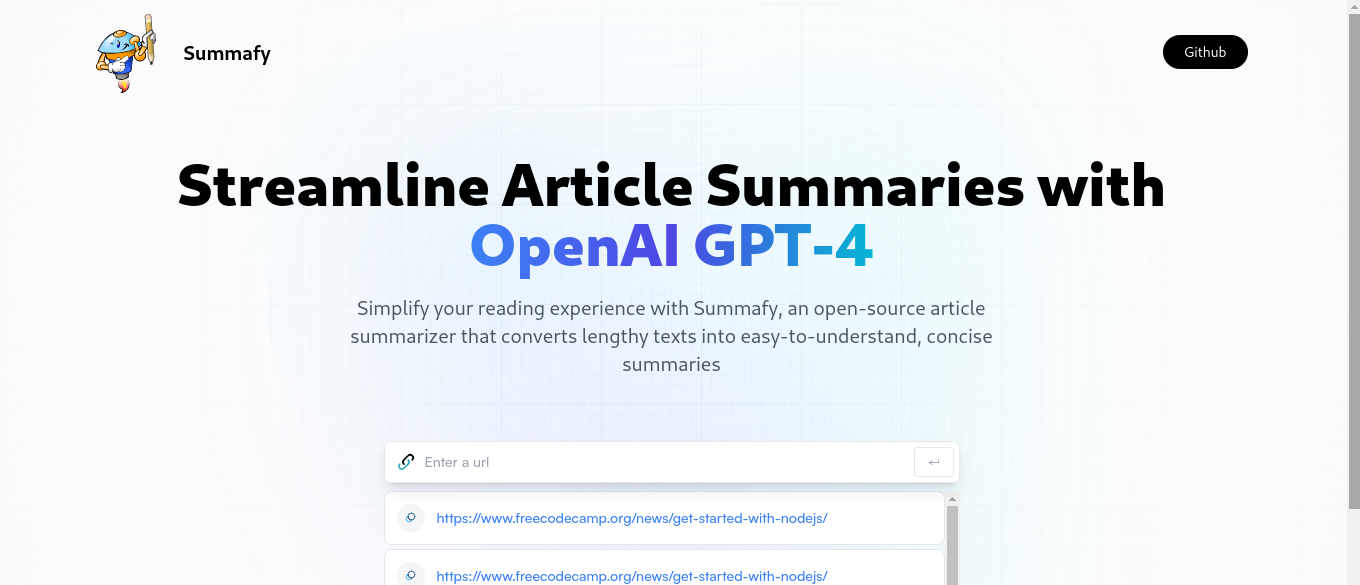 Summafy
Github
Streamline Article Summaries with
OpenAI GPT-4
Simplify your reading experience with Summafy, an open-source article
summarizer that converts lengthy texts into easy-to-understand, concise
summaries
Enter a url
https://www.freecodecamp.org/news/get-started-with-nodejs/
https://www.freecodecamp.org/news/get-started-with-nodejs/